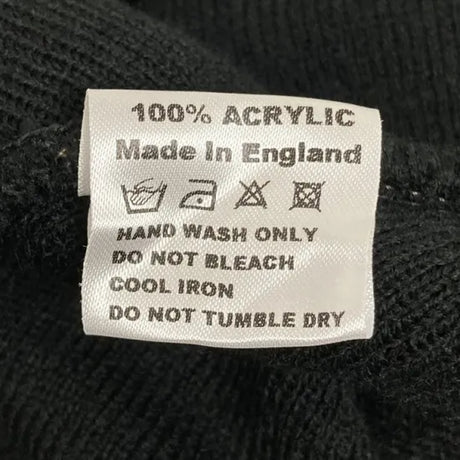 100% ACRYLIC
Made In England
HAND WASH ONLY
DO NOT BLEACH
COOL IRON
DO NOT TUMBLE DRY